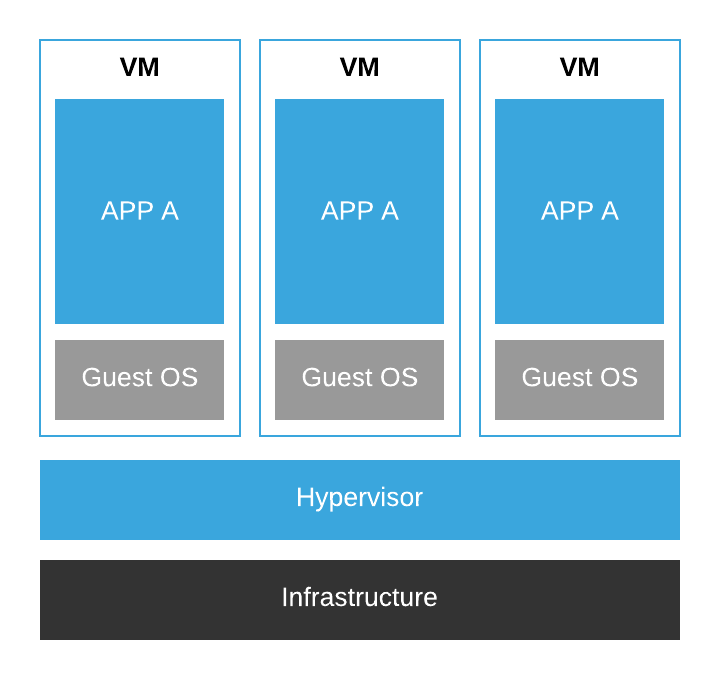 VM
VM
VM
APP A
APP A
APP A
Guest OS
Guest OS
Guest OS
Hypervisor
Infrastructure